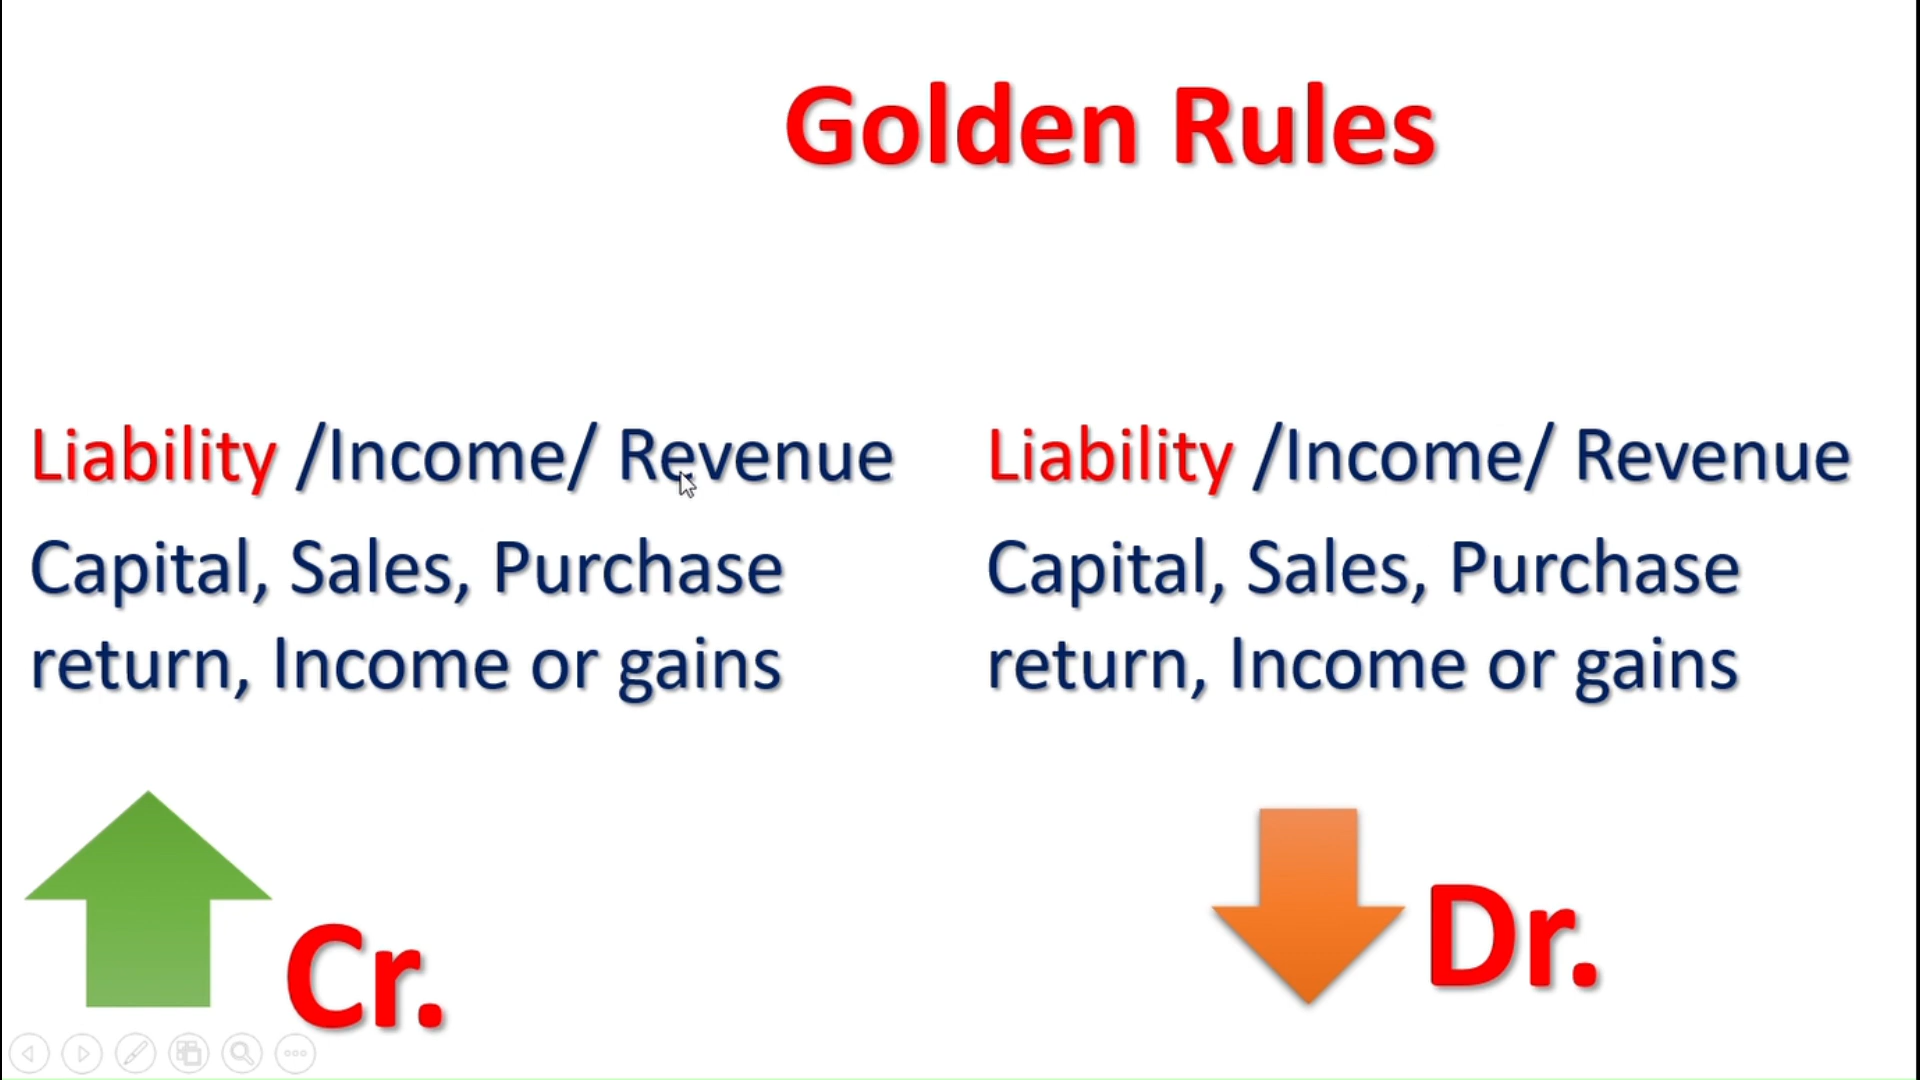 Golden Rules
Liability /Income/ Revenue
Capital, Sales, Purchase
return, Income or gains
Cr.
Liability /Income/ Revenue
Capital, Sales, Purchase
return, Income or gains
Dr.